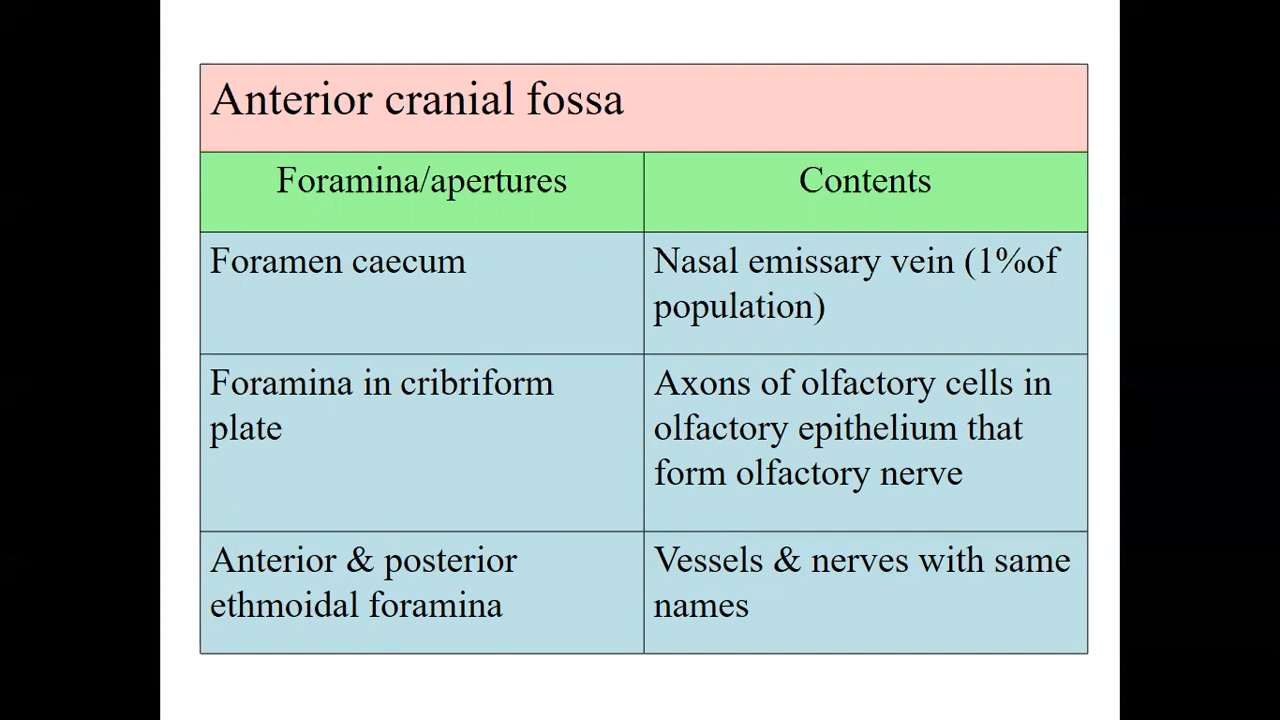 Anterior cranial fossa
Foramina/apertures
Contents
Foramen caecum
Nasal emissary vein (1%of
population)
Foramina in cribriform
plate
Axons of olfactory cells in
olfactory epithelium that
form olfactory nerve
Anterior & posterior
ethmoidal foramina
Vessels & nerves with same
names